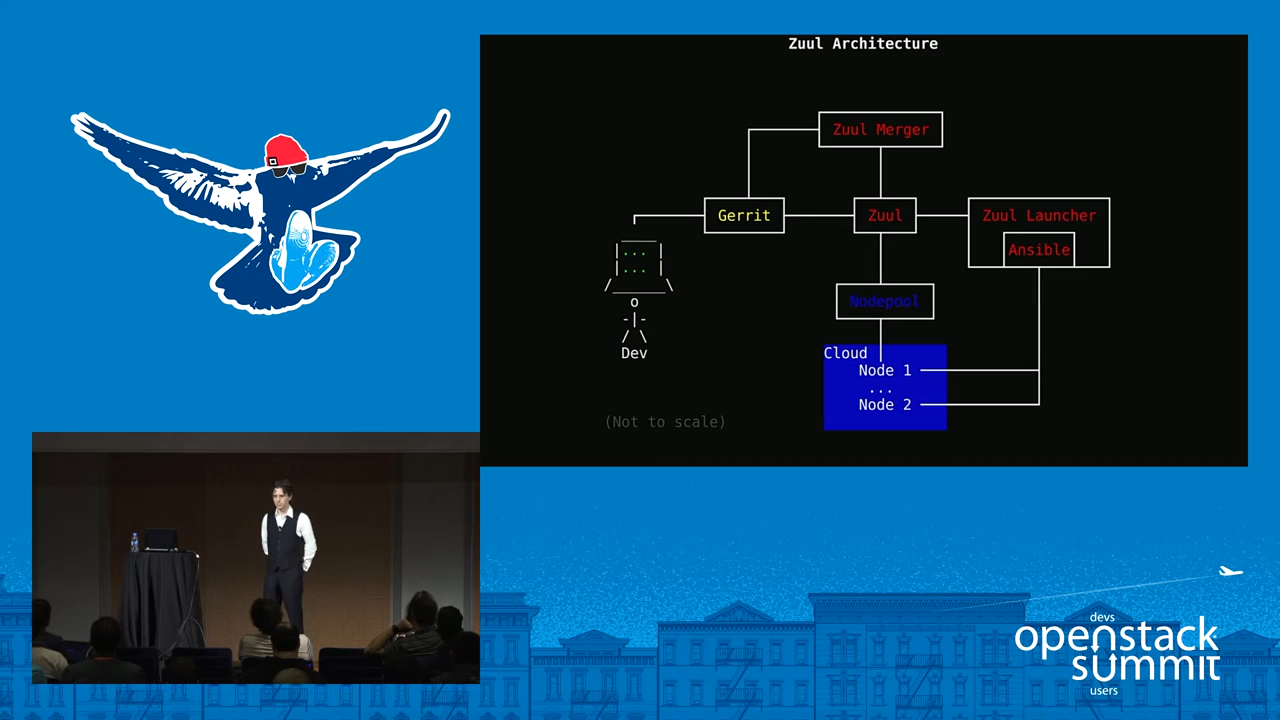 Zuul Architecture
Zuul Merger
Gerrit
Zuul
Zuul Launcher
Ansible
Nodepool
Dev
Cloud
Node 1
...
Node 2
(Not to scale)
devs
openstack
summit
users